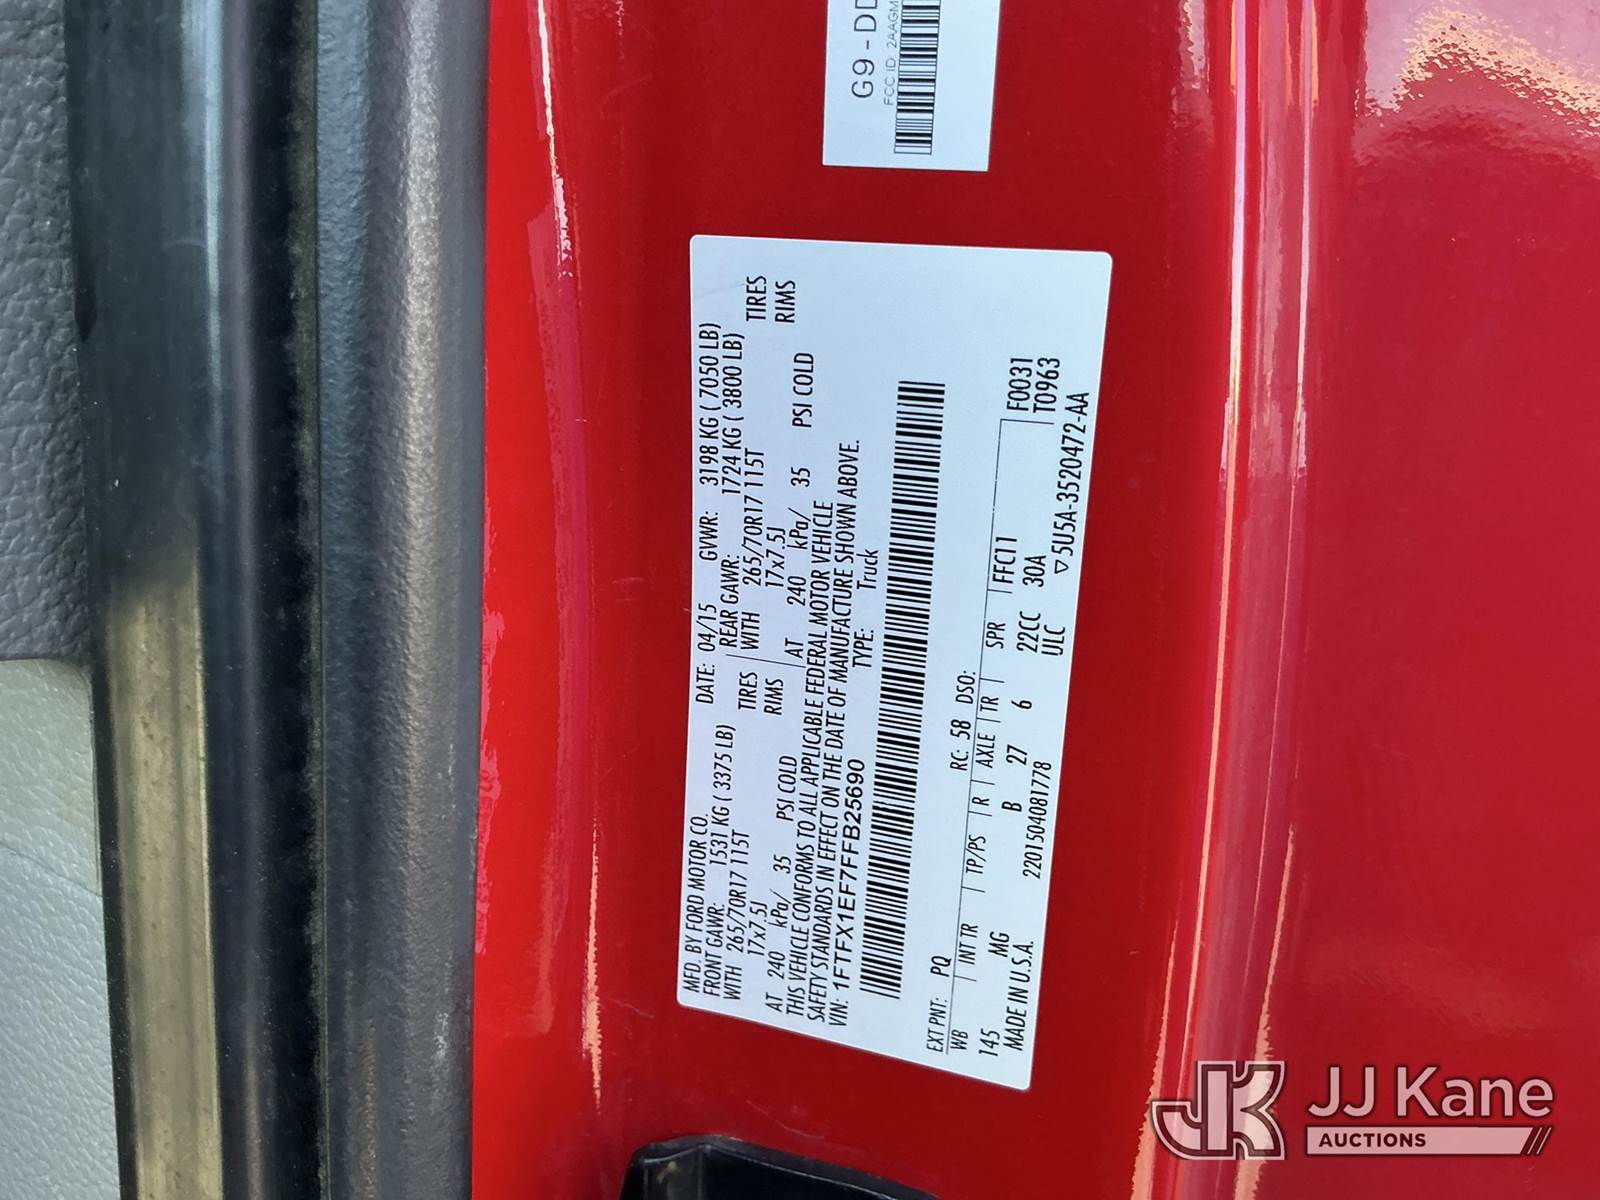 G9-DD
FCC ID: 2AAGM
MFD. BY FORD MOTOR CO. DATE: 04/15 GVWR: 3198 KG ( 7050 LB)
FRONT GAWR: 1531 KG ( 3375 LB) REAR GAWR: 1724 KG ( 3800 LB)
WITH 265/70R17 115T TIRES WITH 265/70R17 115T TIRES
17x7.5J RIMS 17x7.5J RIMS
AT 240 kPa/ 35 PSI COLD AT 240 kPa/ 35 PSI COLD
THIS VEHICLE CONFORMS TO ALL APPLICABLE FEDERAL MOTOR VEHICLE
SAFETY STANDARDS IN EFFECT ON THE DATE OF MANUFACTURE SHOWN ABOVE.
VIN: 1FTFX1EF7FFB25690 TYPE: Truck
EXT PNT: PQ RC: 58 DSO:
WB INT TR TP/PS R AXLE TR SPR FFC11 F0031
145 MG B 27 6 22CC 30A T0963
MADE IN U.S.A. 2201504081778 ULC ▽5U5A-3520472-AA
JJ Kane
AUCTIONS